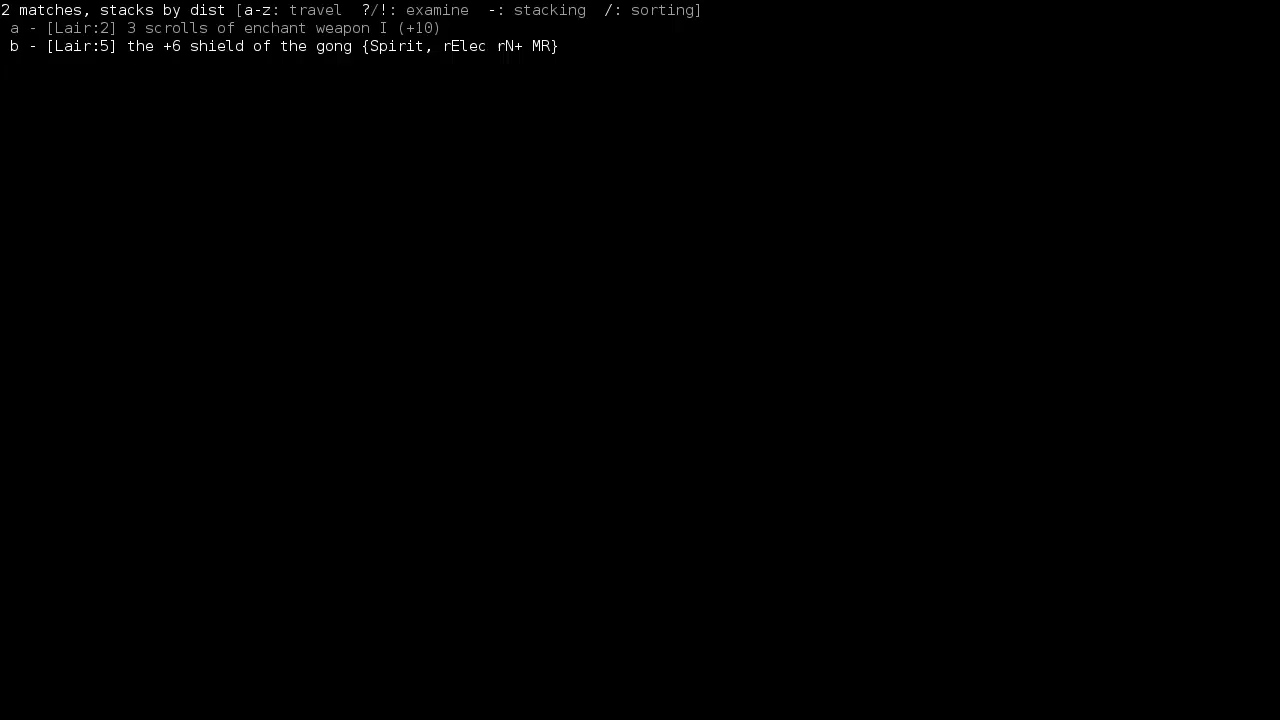 2 matches, stacks by dist [a-z: travel  ?/!: examine  -: stacking  /: sorting]
a - [Lair:2] 3 scrolls of enchant weapon I (+10)
b - [Lair:5] the +6 shield of the gong {Spirit, rElec rN+ MR}